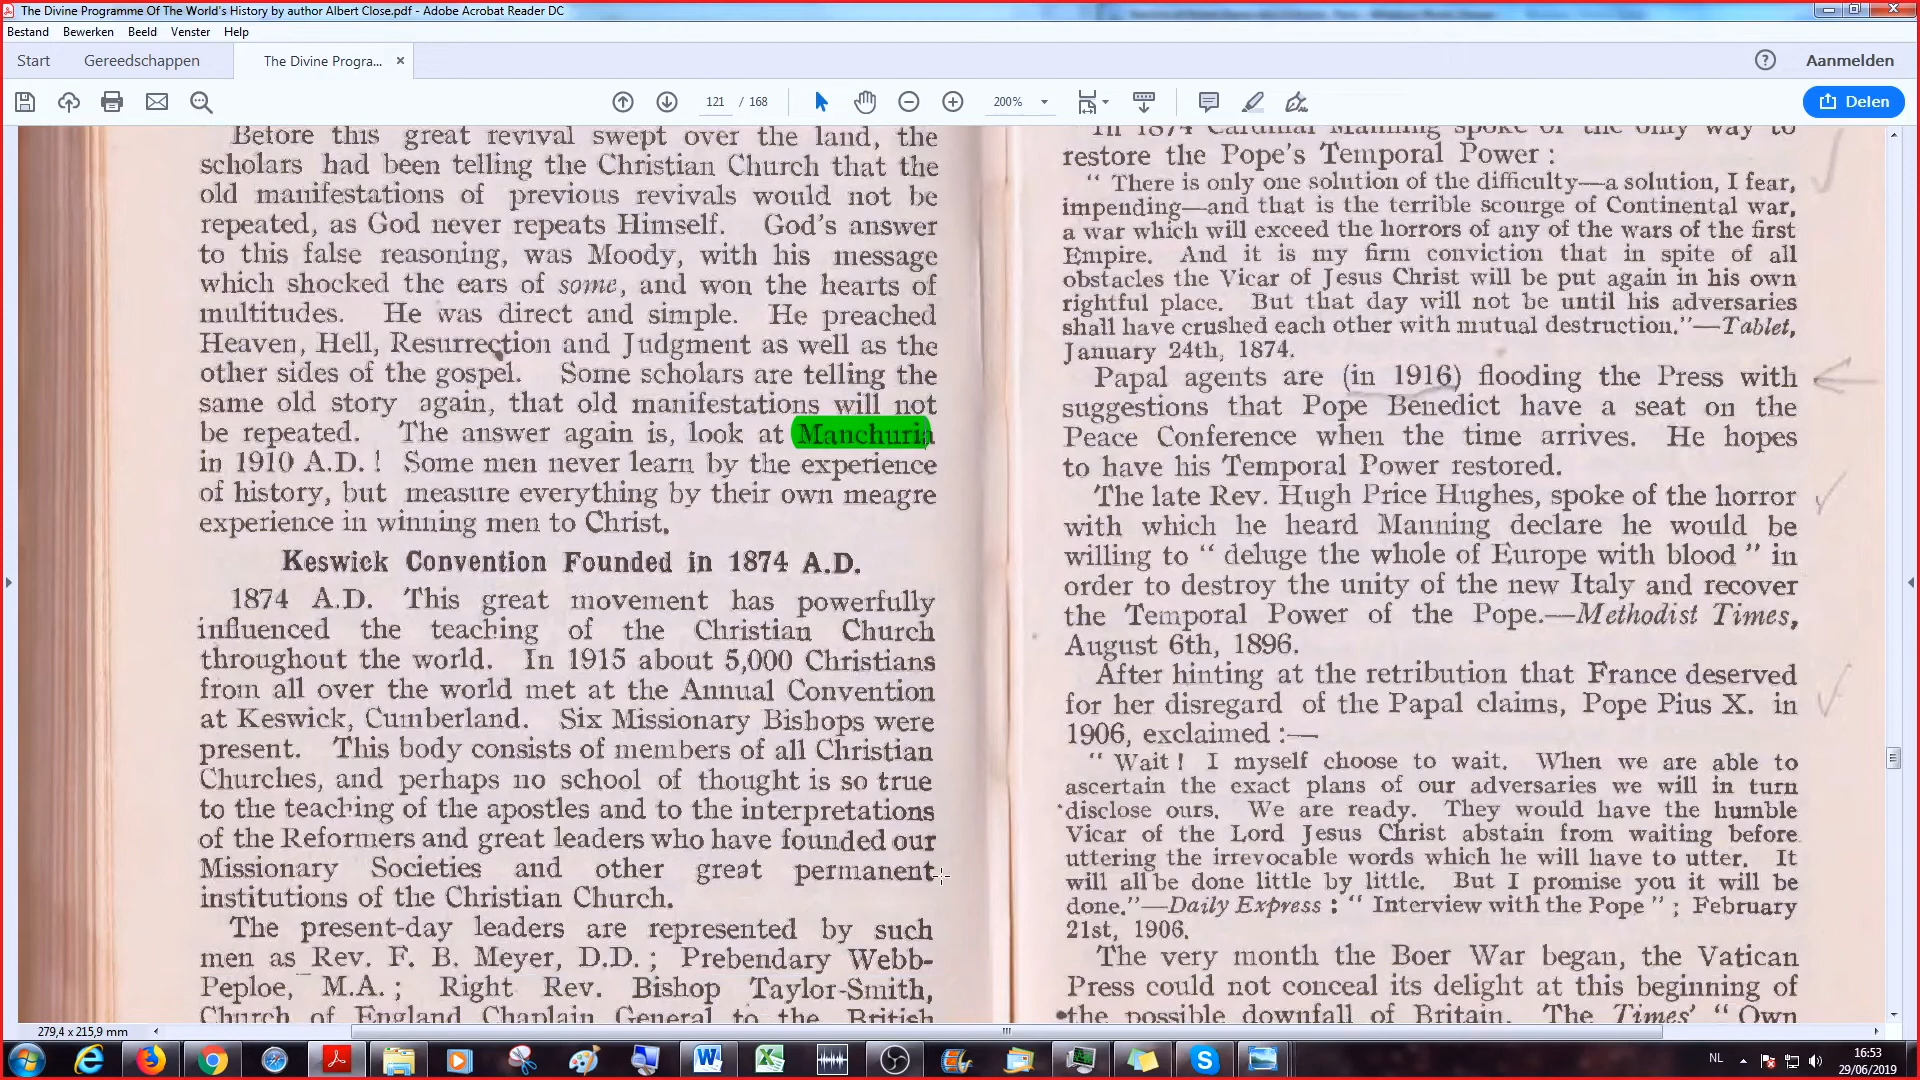 The Divine Programme Of The World's History by author Albert Close.pdf - Adobe Acrobat Reader DC
Bestand Bewerken Beeld Venster Help
Start Gereedschappen The Divine Progra... × Aanmelden
121 / 168 200% Delen
Before this great revival swept over the land, the
scholars had been telling the Christian Church that the
old manifestations of previous revivals would not be
repeated, as God never repeats Himself. God's answer
to this false reasoning, was Moody, with his message
which shocked the ears of some, and won the hearts of
multitudes. He was direct and simple. He preached
Heaven, Hell, Resurrection and Judgment as well as the
other sides of the gospel. Some scholars are telling the
same old story again, that old manifestations will not
be repeated. The answer again is, look at Manchuria
in 1910 A.D.! Some men never learn by the experience
of history, but measure everything by their own meagre
experience in winning men to Christ.
Keswick Convention Founded in 1874 A.D.
1874 A.D. This great movement has powerfully
influenced the teaching of the Christian Church
throughout the world. In 1915 about 5,000 Christians
from all over the world met at the Annual Convention
at Keswick, Cumberland. Six Missionary Bishops were
present. This body consists of members of all Christian
Churches, and perhaps no school of thought is so true
to the teaching of the apostles and to the interpretations
of the Reformers and great leaders who have founded our
Missionary Societies and other great permanent
institutions of the Christian Church.
The present-day leaders are represented by such
men as Rev. F. B. Meyer, D.D.; Prebendary Webb-
Peploe, M.A.; Right Rev. Bishop Taylor-Smith,
Church of England Chaplain General to the British
In 1874 Cardinal Manning spoke of the only way to
restore the Pope's Temporal Power:
" There is only one solution of the difficulty—a solution, I fear,
impending—and that is the terrible scourge of Continental war,
a war which will exceed the horrors of any of the wars of the first
Empire. And it is my firm conviction that in spite of all
obstacles the Vicar of Jesus Christ will be put again in his own
rightful place. But that day will not be until his adversaries
shall have crushed each other with mutual destruction."—Tablet,
January 24th, 1874.
Papal agents are (in 1916) flooding the Press with
suggestions that Pope Benedict have a seat on the
Peace Conference when the time arrives. He hopes
to have his Temporal Power restored.
The late Rev. Hugh Price Hughes, spoke of the horror
with which he heard Manning declare he would be
willing to " deluge the whole of Europe with blood " in
order to destroy the unity of the new Italy and recover
the Temporal Power of the Pope.—Methodist Times,
August 6th, 1896.
After hinting at the retribution that France deserved
for her disregard of the Papal claims, Pope Pius X. in
1906, exclaimed:—
" Wait! I myself choose to wait. When we are able to
ascertain the exact plans of our adversaries we will in turn
disclose ours. We are ready. They would have the humble
Vicar of the Lord Jesus Christ abstain from waiting before
uttering the irrevocable words which he will have to utter. It
will all be done little by little. But I promise you it will be
done."—Daily Express: " Interview with the Pope "; February
21st, 1906.
The very month the Boer War began, the Vatican
Press could not conceal its delight at this beginning of
the possible downfall of Britain. The Times' " Own
279,4 x 215,9 mm
NL 16:53
29/06/2019